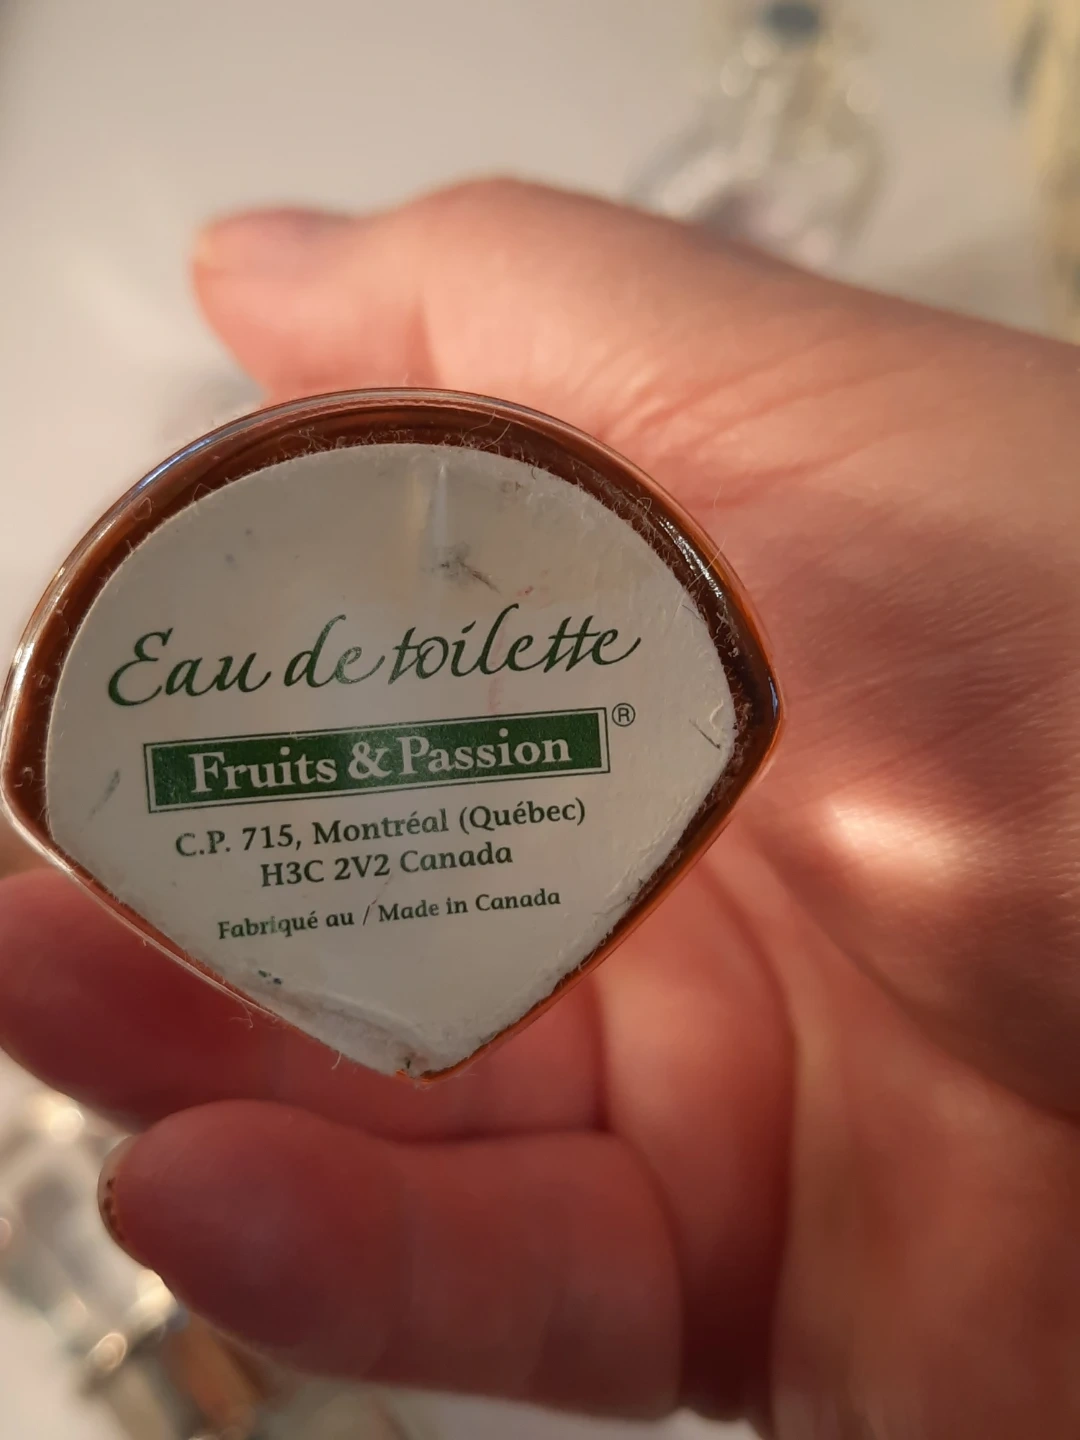 Eau de toilette
Fruits & Passion®
C.P. 715, Montréal (Québec)
H3C 2V2 Canada
Fabriqué au / Made in Canada